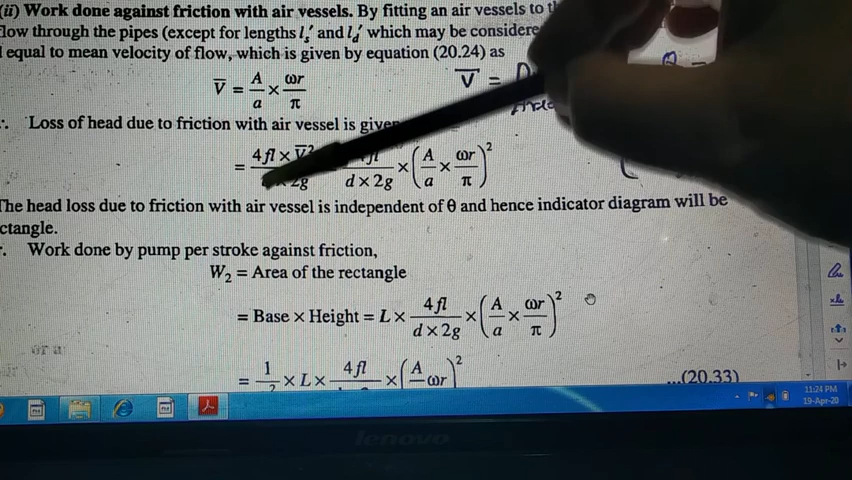 (ii) Work done against friction with air vessels. By fitting an air vessels to
flow through the pipes (except for lengths lₛ′ and l_d′ which may be considere
equal to mean velocity of flow, which is given by equation (20.24) as
V̅ = A/a × ωr/π
V̅ =
∴ Loss of head due to friction with air vessel is given
= 4fl × V̅² / × 2g 4fl / d × 2g × (A/a × ωr/π)²
The head loss due to friction with air vessel is independent of θ and hence indicator diagram will be
ctangle.
Work done by pump per stroke against friction,
W₂ = Area of the rectangle
= Base × Height = L × 4fl / d × 2g × (A/a × ωr/π)²
= 1/π² × L × 4fl / × (A/a ωr)² ...(20.33)
11:24 PM
19-Apr-20
lenovo